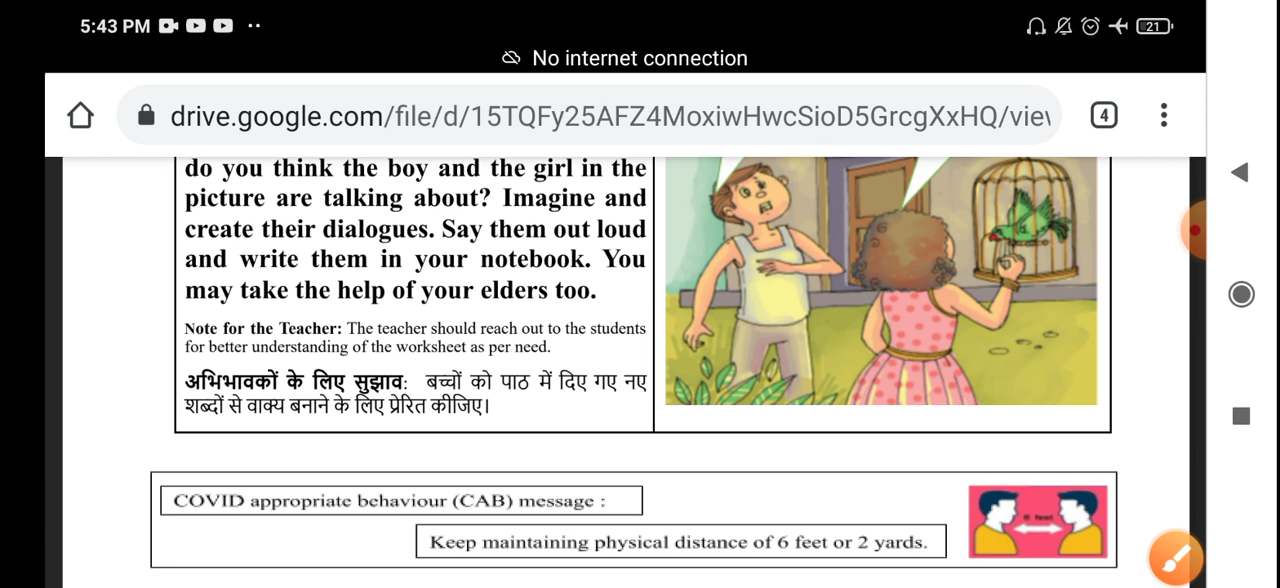 5:43 PM
21
No internet connection
drive.google.com/file/d/15TQFy25AFZ4MoxiwHwcSioD5GrcgXxHQ/view
4
do you think the boy and the girl in the
picture are talking about? Imagine and
create their dialogues. Say them out loud
and write them in your notebook. You
may take the help of your elders too.
Note for the Teacher: The teacher should reach out to the students
for better understanding of the worksheet as per need.
अभिभावकों के लिए सुझाव: बच्चों को पाठ में दिए गए नए
शब्दों से वाक्य बनाने के लिए प्रेरित कीजिए।
COVID appropriate behaviour (CAB) message :
Keep maintaining physical distance of 6 feet or 2 yards.
6 feet